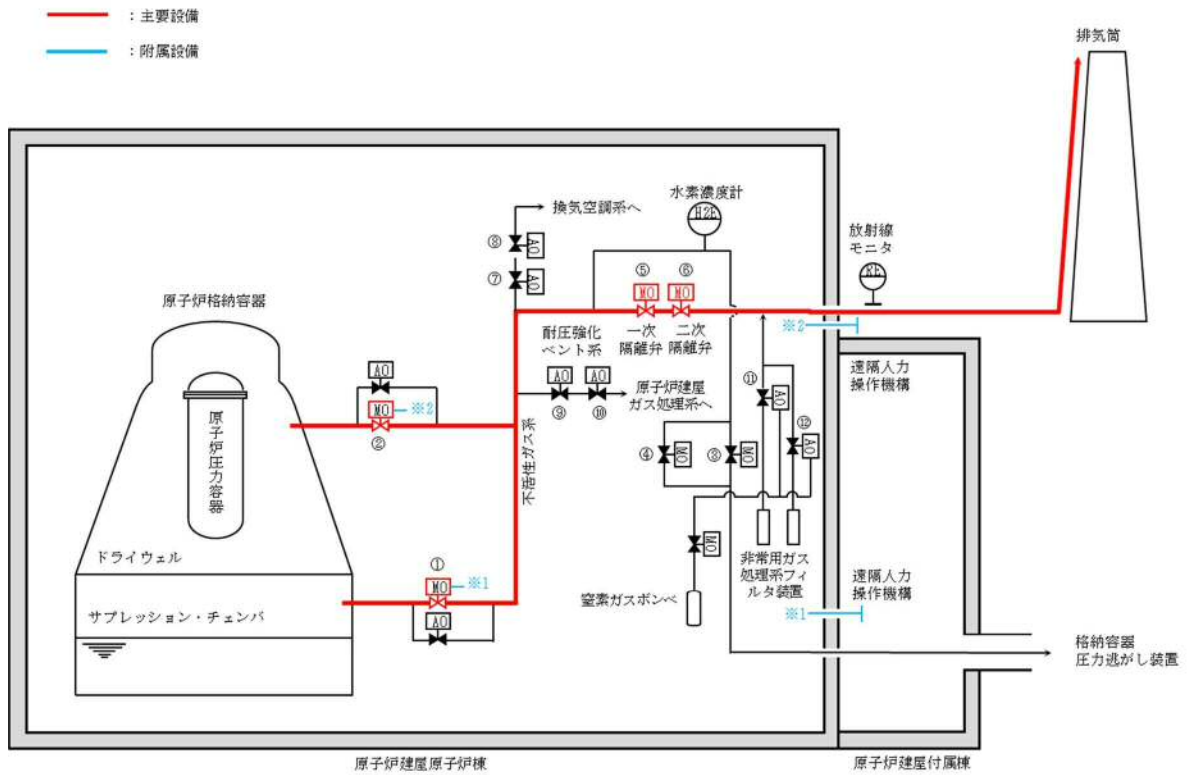 ：主要設備
：附属設備
排気筒
水素濃度計
H2E
換気空調系へ
放射線
モニタ
RE
⑧
AO
⑦
AO
⑤
⑥
MO
MO
原子炉格納容器
一次
隔離弁
二次
隔離弁
※2
耐圧強化
ベント系
遠隔人力
操作機構
AO
AO
AO
原子炉建屋
ガス処理系へ
⑨
⑩
⑪
AO
MO
※2
②
⑫
AO
原子炉圧力容器
不活性ガス系
④
MO
③
MO
MO
ドライウェル
①
MO
※1
非常用ガス
処理系フィ
ルタ装置
遠隔人力
操作機構
窒素ガスボンベ
※1
サプレッション・チェンバ
AO
格納容器
圧力逃がし装置
原子炉建屋原子炉棟
原子炉建屋付属棟